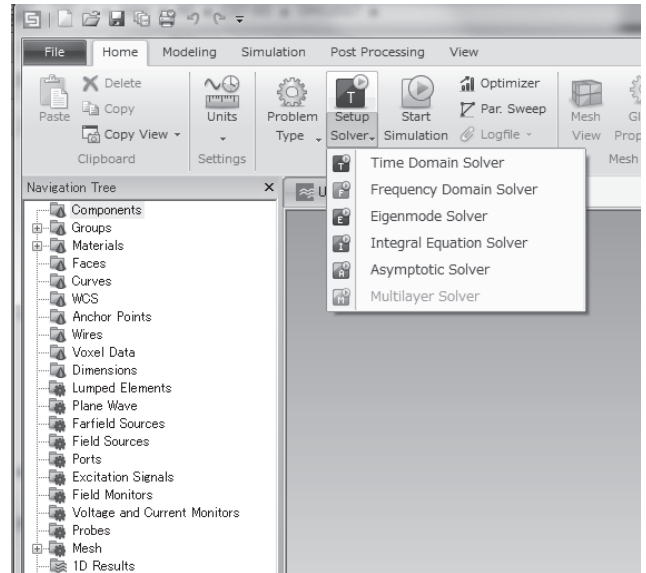 File Home Modeling Simulation Post Processing View
Paste
Delete
Copy
Copy View
Clipboard
Units
Settings
Problem Type
Setup Solver
Start Simulation
Optimizer
Par. Sweep
Logfile
Mesh View
Mesh
Navigation Tree
Components
Groups
Materials
Faces
Curves
WCS
Anchor Points
Wires
Voxel Data
Dimensions
Lumped Elements
Plane Wave
Farfield Sources
Field Sources
Ports
Excitation Signals
Field Monitors
Voltage and Current Monitors
Probes
Mesh
1D Results
T Time Domain Solver
F Frequency Domain Solver
E Eigenmode Solver
I Integral Equation Solver
A Asymptotic Solver
M Multilayer Solver